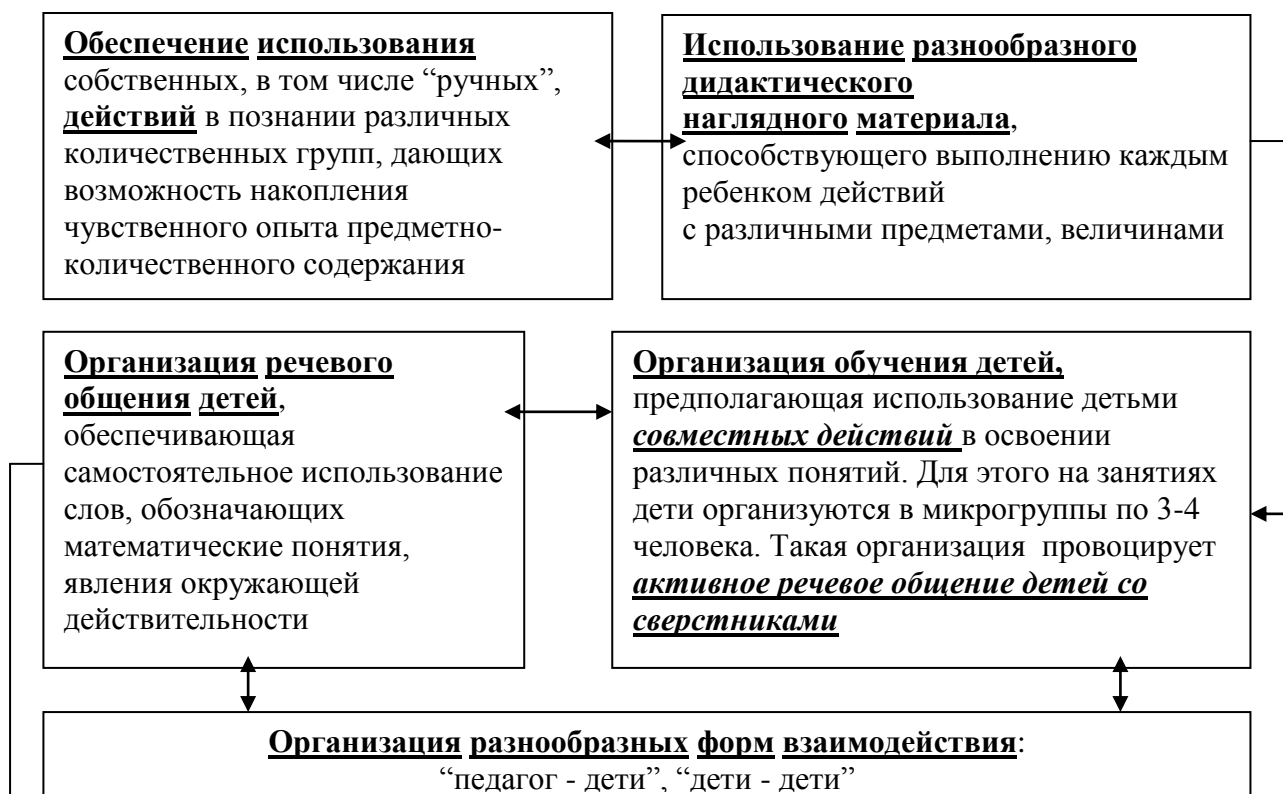 Обеспечение использования
собственных, в том числе “ручных”,
действий в познании различных
количественных групп, дающих
возможность накопления
чувственного опыта предметно-
количественного содержания
Использование разнообразного
дидактического
наглядного материала,
способствующего выполнению каждым
ребенком действий
с различными предметами, величинами
Организация речевого
общения детей,
обеспечивающая
самостоятельное использование
слов, обозначающих
математические понятия,
явления окружающей
действительности
Организация обучения детей,
предполагающая использование детьми
совместных действий в освоении
различных понятий. Для этого на занятиях
дети организуются в микрогруппы по 3-4
человека. Такая организация провоцирует
активное речевое общение детей со
сверстниками
Организация разнообразных форм взаимодействия:
“педагог - дети”, “дети - дети”